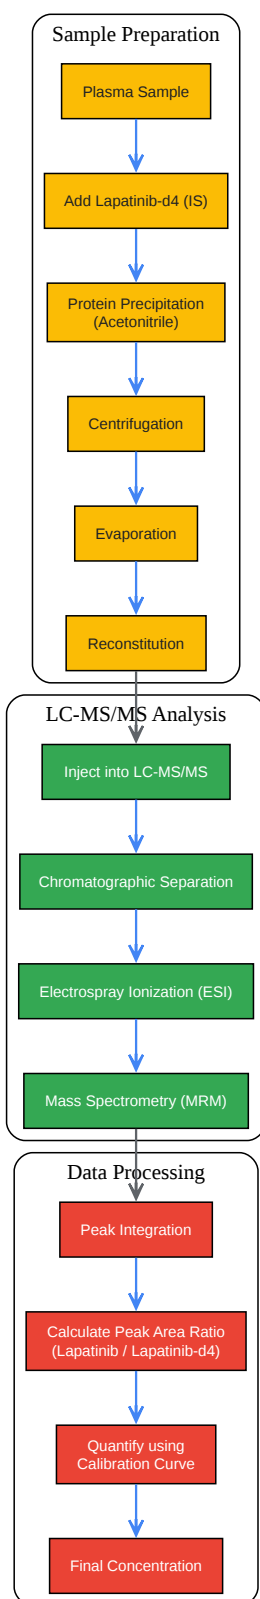 Sample Preparation
Plasma Sample
Add Lapatinib-d4 (IS)
Protein Precipitation
(Acetonitrile)
Centrifugation
Evaporation
Reconstitution
LC-MS/MS Analysis
Inject into LC-MS/MS
Chromatographic Separation
Electrospray Ionization (ESI)
Mass Spectrometry (MRM)
Data Processing
Peak Integration
Calculate Peak Area Ratio
(Lapatinib / Lapatinib-d4)
Quantify using
Calibration Curve
Final Concentration